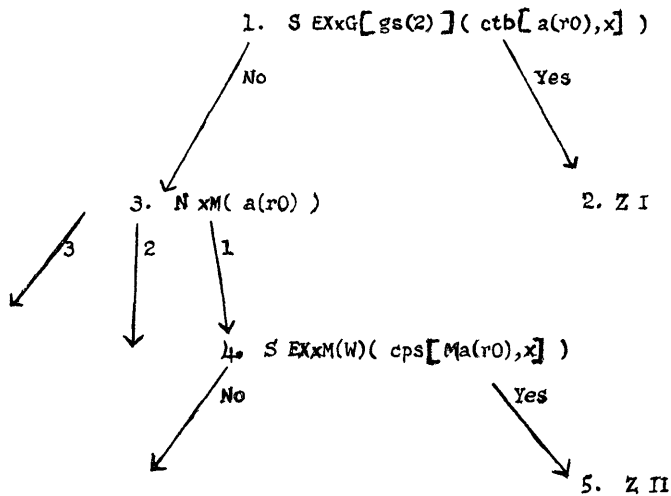 1. S EXxG[gs(2)]( ctb[a(r0),x] )
No Yes
3. N xM( a(r0) ) 2. Z I
3 2 1
4. S EXxM(W)( cps[Ma(r0),x] )
No Yes
5. Z II